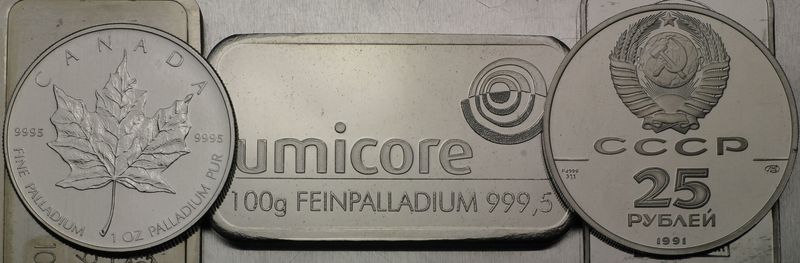 CANADA
9995 9995
FINE PALLADIUM 1 OZ PALLADIUM PUR
umicore
100g FEINPALLADIUM 999,5
СССР
25
РУБЛЕЙ
1991